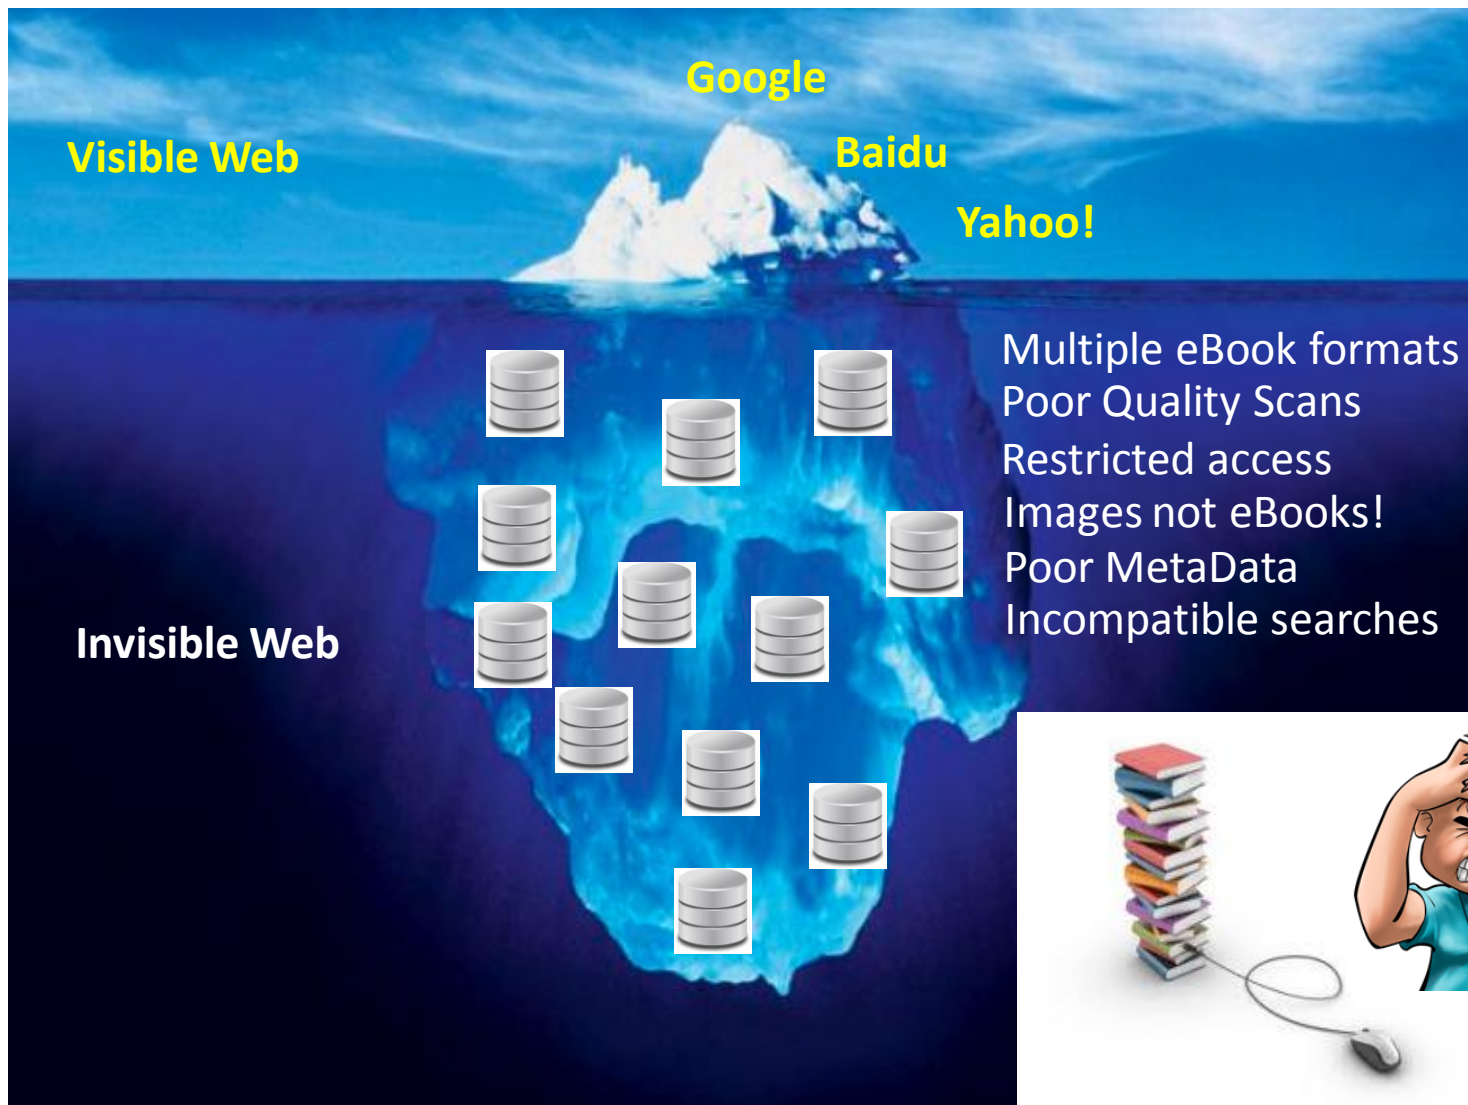 Google
Visible Web
Baidu
Yahoo!
Multiple eBook formats
Poor Quality Scans
Restricted access
Images not eBooks!
Poor MetaData
Incompatible searches
Invisible Web